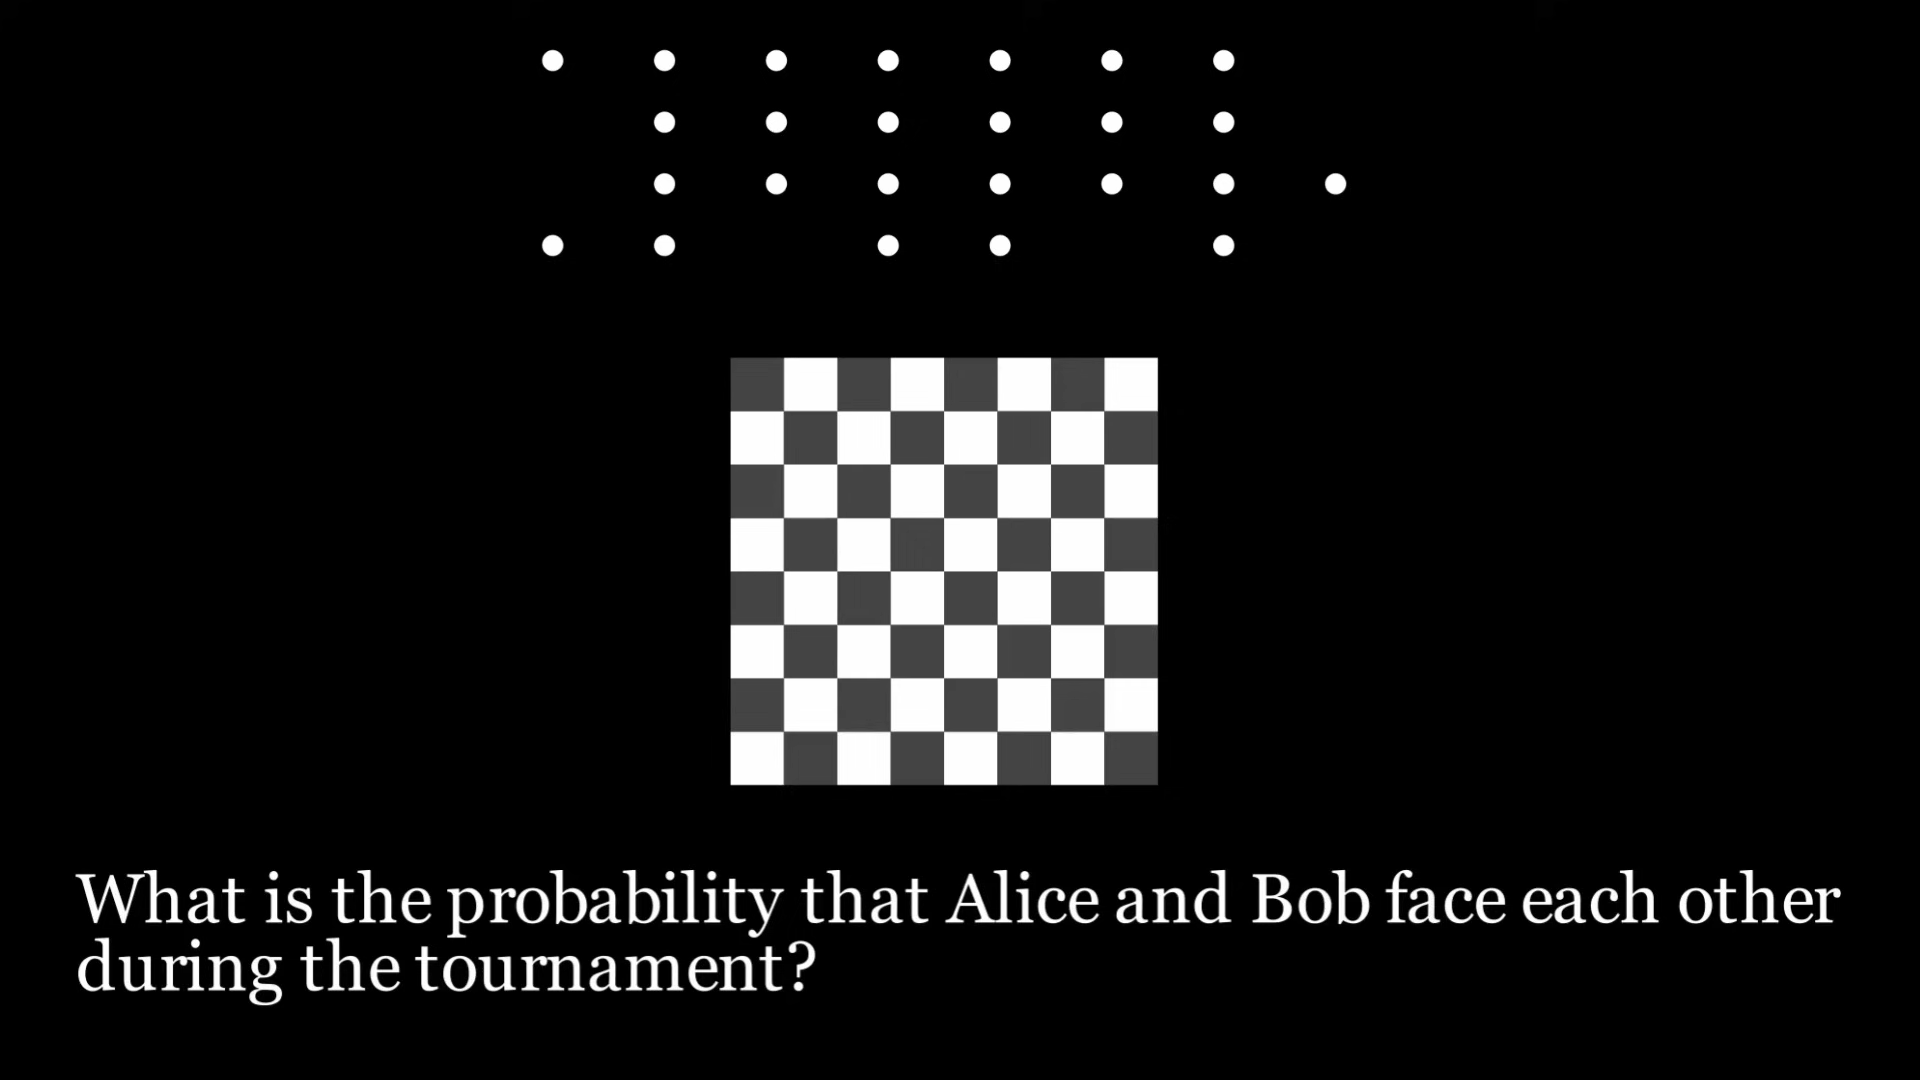 What is the probability that Alice and Bob face each other
during the tournament?